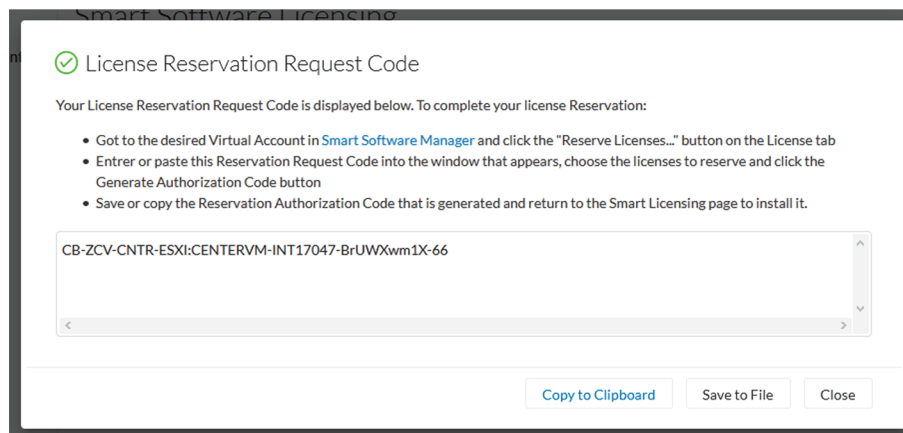 Smart Software Licensing
License Reservation Request Code
Your License Reservation Request Code is displayed below. To complete your license Reservation:
• Got to the desired Virtual Account in Smart Software Manager and click the "Reserve Licenses..." button on the License tab
• Entrer or paste this Reservation Request Code into the window that appears, choose the licenses to reserve and click the
Generate Authorization Code button
• Save or copy the Reservation Authorization Code that is generated and return to the Smart Licensing page to install it.
CB-ZCV-CNTR-ESXI:CENTERVM-INT17047-BrUWXwm1X-66
Copy to Clipboard Save to File Close